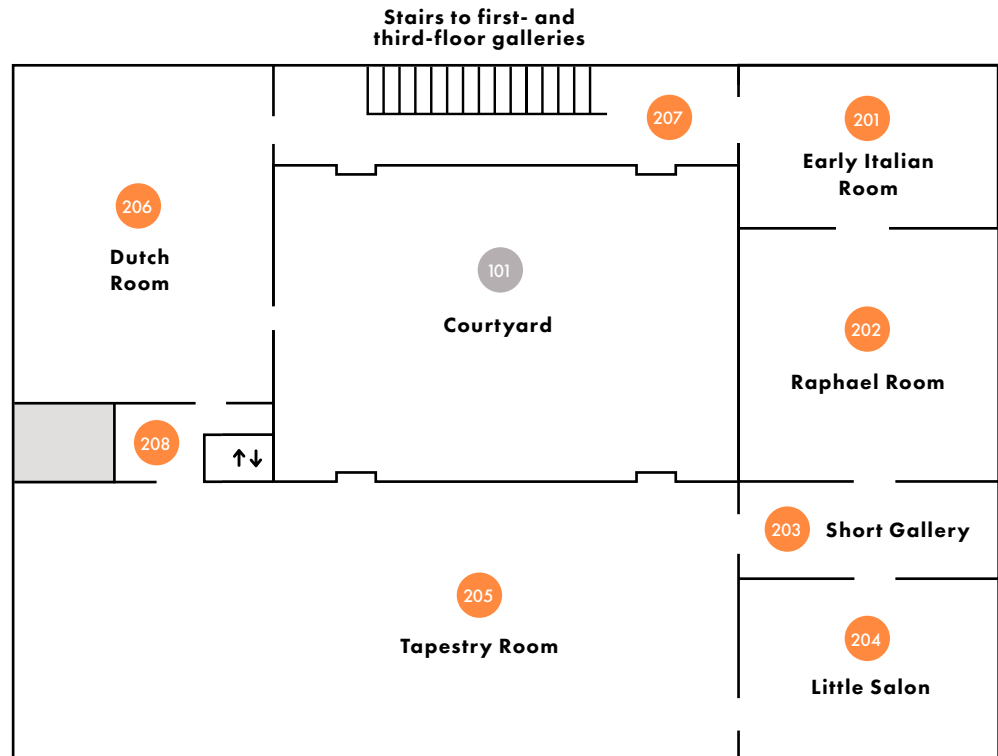 Stairs to first- and
third-floor galleries
207
201
Early Italian
Room
206
Dutch
Room
101
Courtyard
202
Raphael Room
208
↑↓
203
Short Gallery
205
Tapestry Room
204
Little Salon